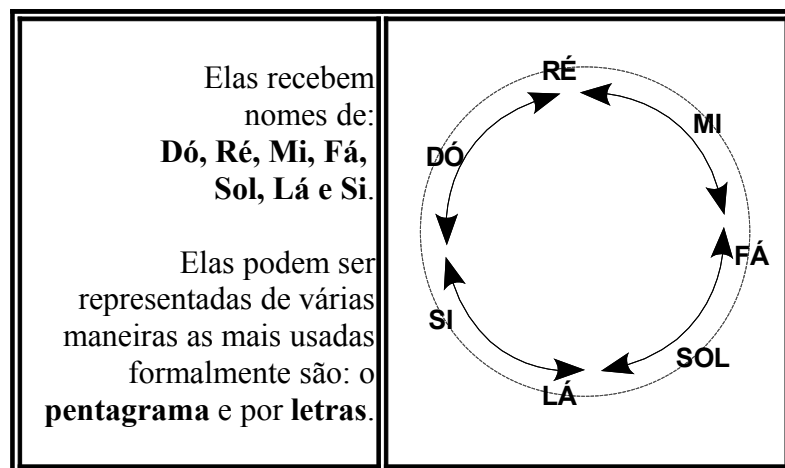 Elas recebem
nomes de:
Dó, Ré, Mi, Fá,
Sol, Lá e Si.
Elas podem ser
representadas de várias
maneiras as mais usadas
formalmente são: o
pentagrama e por letras.
RÉ
MI
DÓ
FÁ
SI
SOL
LÁ